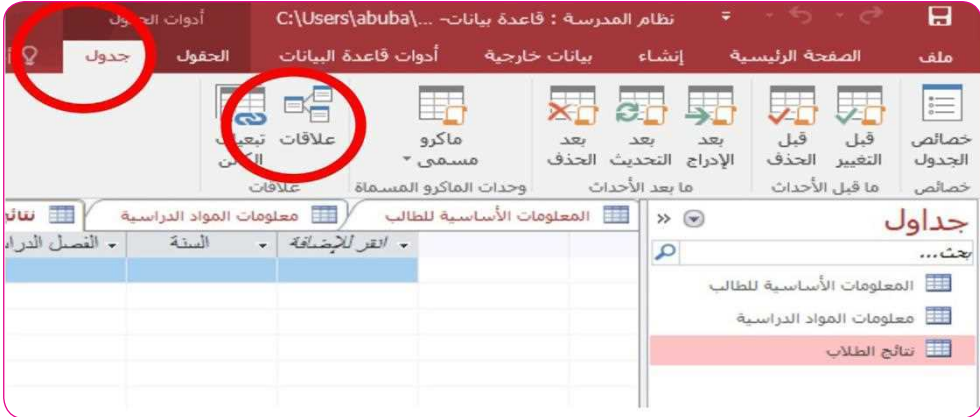 نظام المدرسة : قاعدة بيانات- ...\C:\Users\abuba
أدوات الجدول
ملف الصفحة الرئيسية إنشاء بيانات خارجية أدوات قاعدة البيانات الحقول جدول
خصائص الجدول
قبل التغيير
قبل الحذف
بعد الإدراج
بعد التحديث
بعد الحذف
ماكرو مسمى
علاقات
تبعيات الكائن
خصائص ما قبل الأحداث ما بعد الأحداث وحدات الماكرو المسماة علاقات
جداول
بحث...
المعلومات الأساسية للطالب
معلومات المواد الدراسية
نتائج الطلاب
المعلومات الأساسية للطالب معلومات المواد الدراسية
انقر للإضافة السنة الفصل